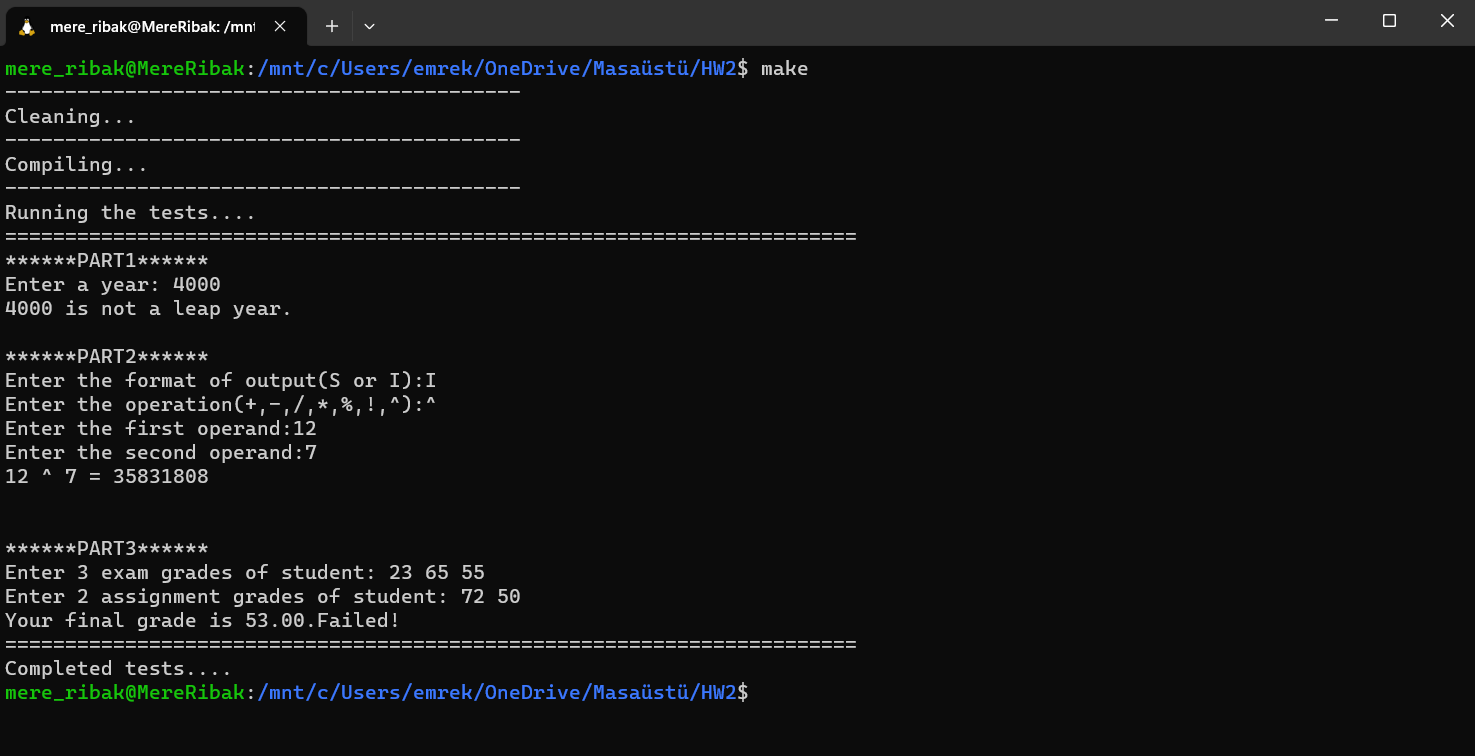 mere_ribak@MereRibak: /mnt
mere_ribak@MereRibak:/mnt/c/Users/emrek/OneDrive/Masaüstü/HW2$ make
-------------------------------------------
Cleaning...
-------------------------------------------
Compiling...
-------------------------------------------
Running the tests....
=======================================================================
******PART1******
Enter a year: 4000
4000 is not a leap year.
******PART2******
Enter the format of output(S or I):I
Enter the operation(+,-,/,*,%,!,^):^
Enter the first operand:12
Enter the second operand:7
12 ^ 7 = 35831808
******PART3******
Enter 3 exam grades of student: 23 65 55
Enter 2 assignment grades of student: 72 50
Your final grade is 53.00.Failed!
=======================================================================
Completed tests....
mere_ribak@MereRibak:/mnt/c/Users/emrek/OneDrive/Masaüstü/HW2$